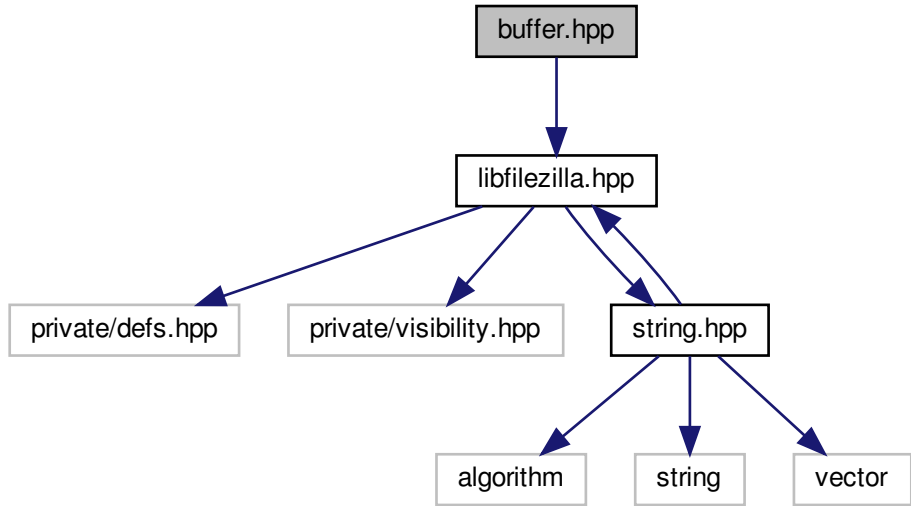 buffer.hpp
libfilezilla.hpp
private/defs.hpp
private/visibility.hpp
string.hpp
algorithm
string
vector